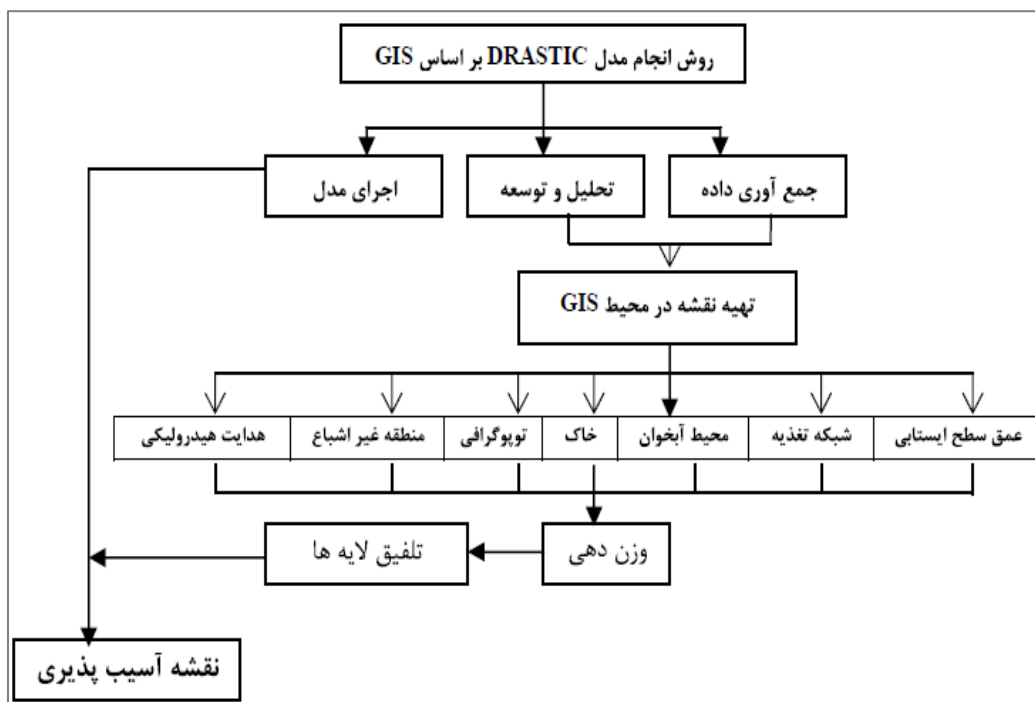 روش انجام مدل DRASTIC بر اساس GIS
جمع آوری داده
تحلیل و توسعه
اجرای مدل
تهیه نقشه در محیط GIS
عمق سطح ایستابی
شبکه تغذیه
محیط آبخوان
خاک
توپوگرافی
منطقه غیر اشباع
هدایت هیدرولیکی
وزن دهی
تلفیق لایه ها
نقشه آسیب پذیری